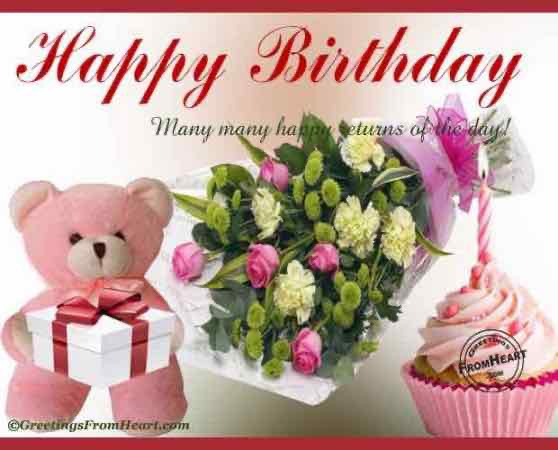 Happy Birthday
Many many happy returns of the day!
GREETINGS
FROMHEART
.COM
©GreetingsFromHeart.com